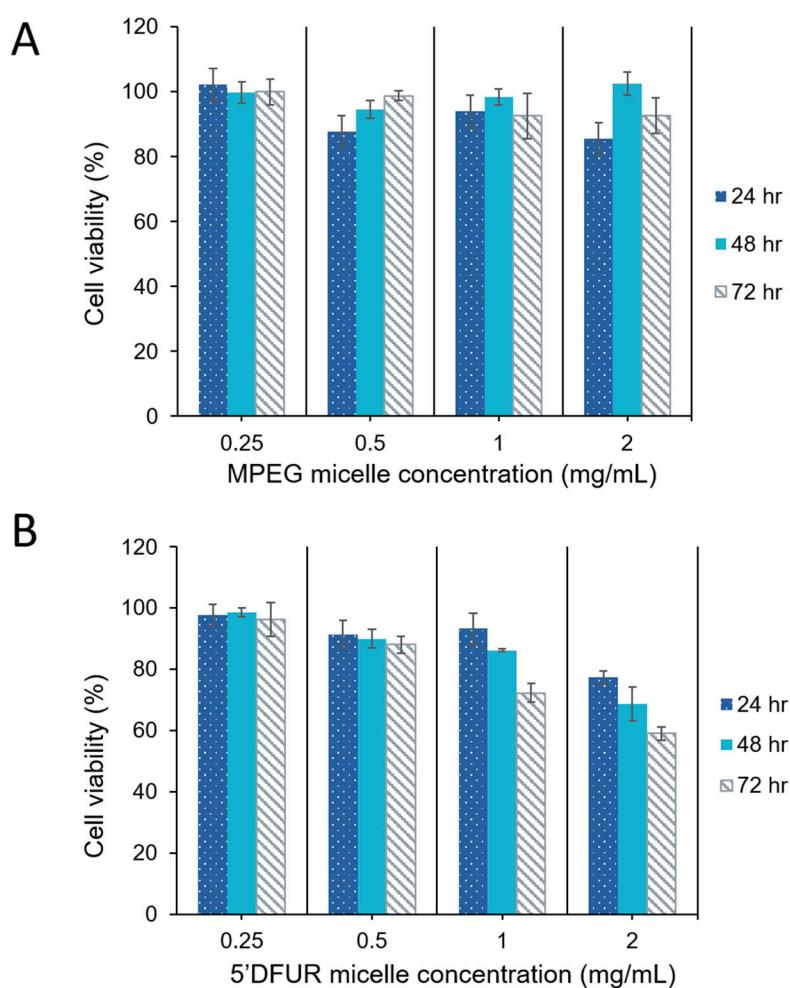 A
120
100
80
60
40
20
0
Cell viability (%)
0.25 0.5 1 2
MPEG micelle concentration (mg/mL)
24 hr
48 hr
72 hr
B
120
100
80
60
40
20
0
Cell viability (%)
0.25 0.5 1 2
5'DFUR micelle concentration (mg/mL)
24 hr
48 hr
72 hr